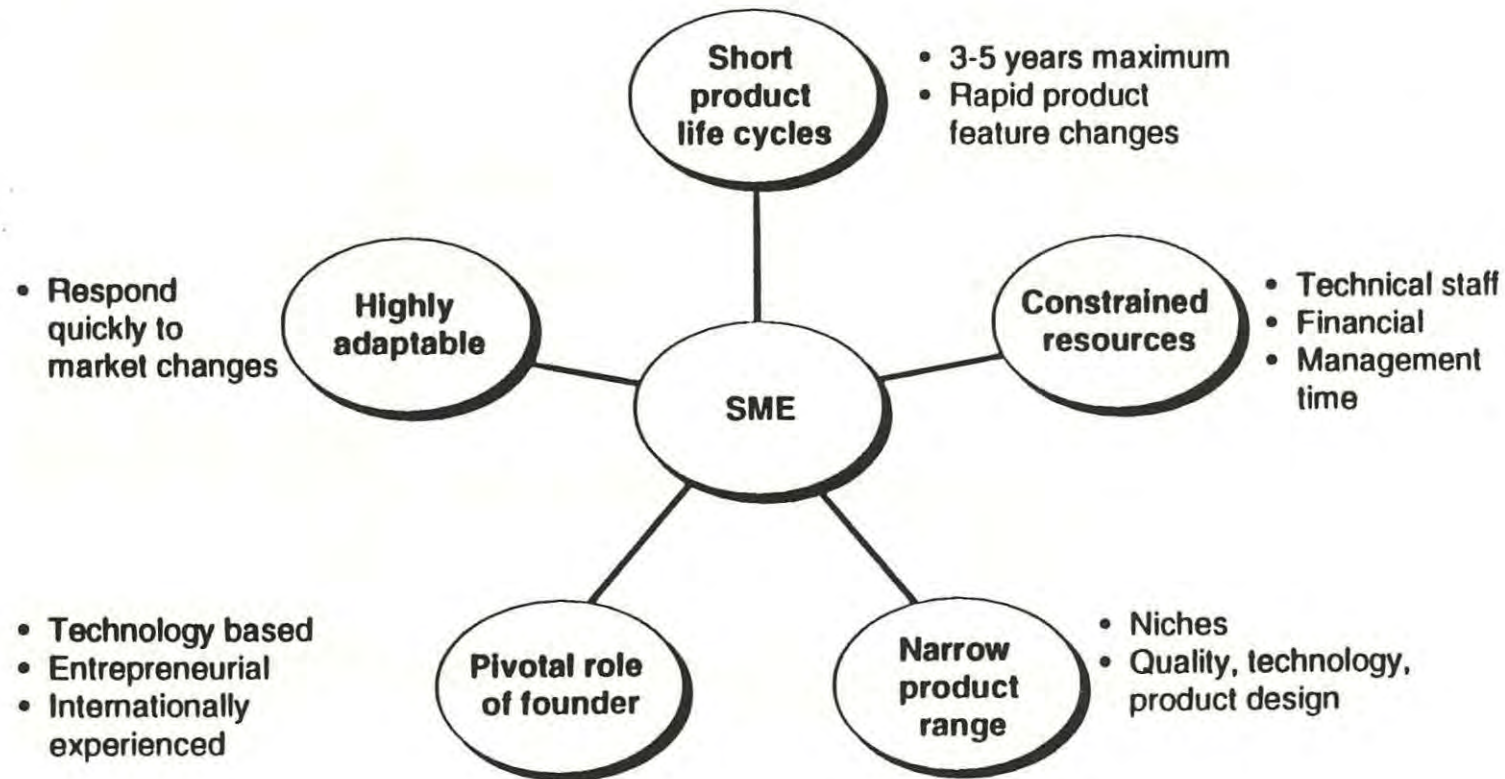 Short
product
life cycles
• 3-5 years maximum
• Rapid product
feature changes
Highly
adaptable
• Respond
quickly to
market changes
Constrained
resources
• Technical staff
• Financial
• Management
time
SME
Pivotal role
of founder
• Technology based
• Entrepreneurial
• Internationally
experienced
Narrow
product
range
• Niches
• Quality, technology,
product design